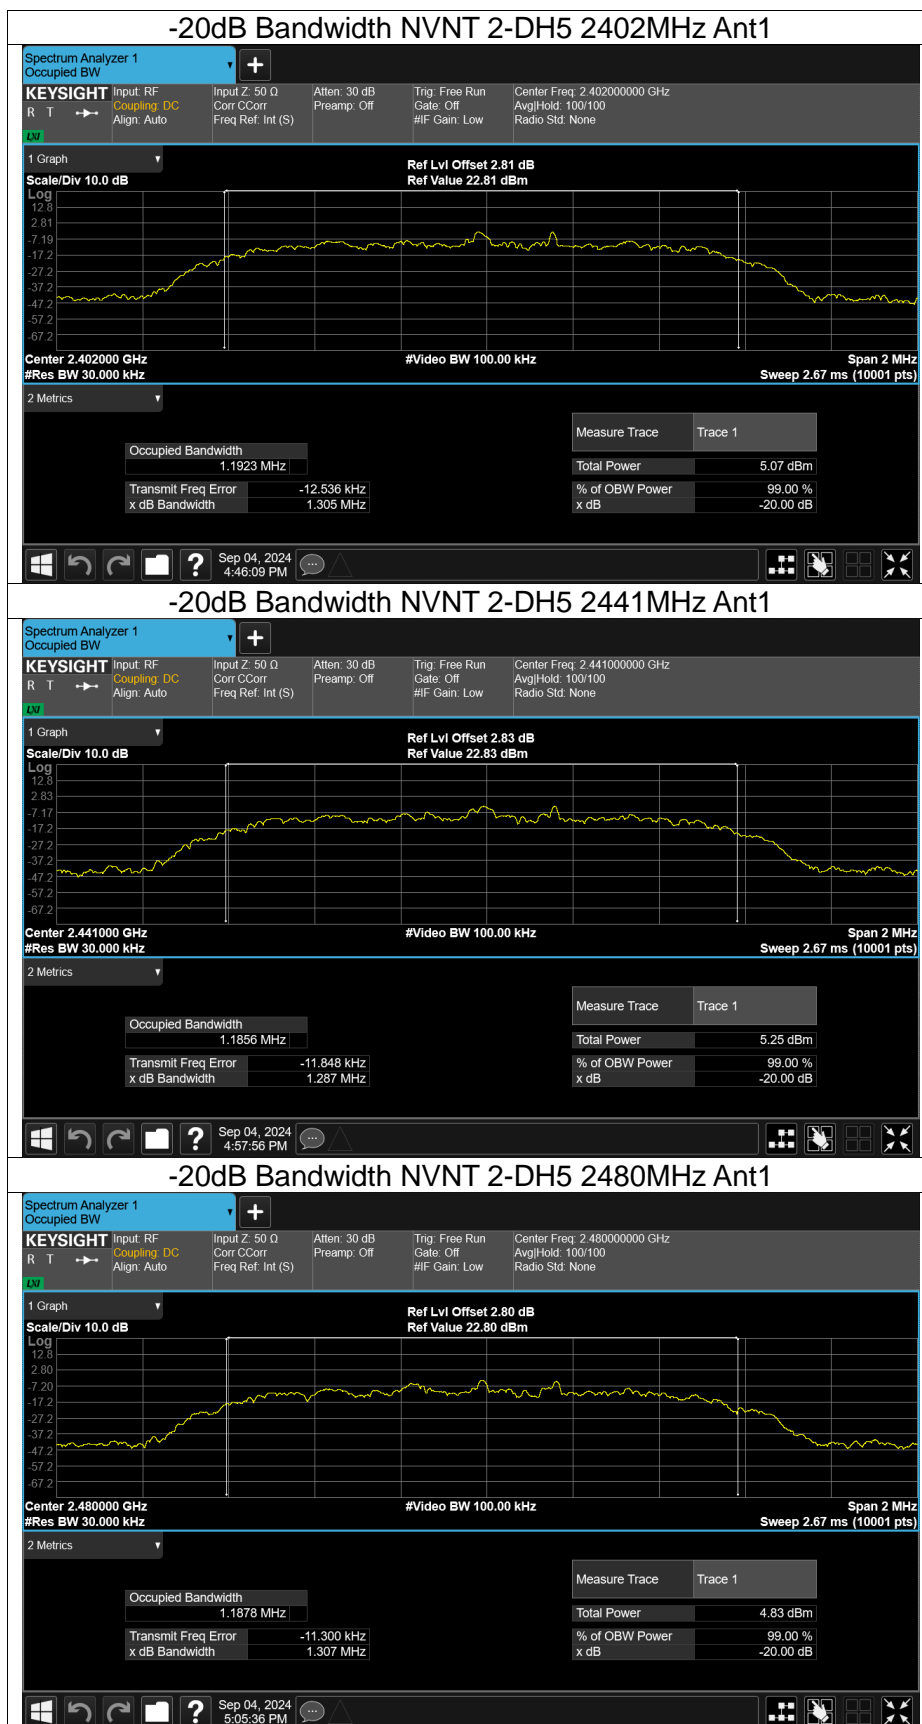 -20dB Bandwidth NVNT 2-DH5 2402MHz Ant1
Spectrum Analyzer 1
Occupied BW
+
KEYSIGHT Input: RF Input Z: 50 Ω Atten: 30 dB Trig: Free Run Center Freq: 2.402000000 GHz
R T Coupling: DC Corr CCorr Preamp: Off Gate: Off Avg|Hold: 100/100
Align: Auto Freq Ref: Int (S) #IF Gain: Low Radio Std: None
LXI
1 Graph Ref Lvl Offset 2.81 dB
Scale/Div 10.0 dB Ref Value 22.81 dBm
Log
12.8
2.81
-7.19
-17.2
-27.2
-37.2
-47.2
-57.2
-67.2
Center 2.402000 GHz #Video BW 100.00 kHz Span 2 MHz
#Res BW 30.000 kHz Sweep 2.67 ms (10001 pts)
2 Metrics
Measure Trace Trace 1
Occupied Bandwidth
1.1923 MHz Total Power 5.07 dBm
Transmit Freq Error -12.536 kHz % of OBW Power 99.00 %
x dB Bandwidth 1.305 MHz x dB -20.00 dB
? Sep 04, 2024
4:46:09 PM
-20dB Bandwidth NVNT 2-DH5 2441MHz Ant1
Spectrum Analyzer 1
Occupied BW
+
KEYSIGHT Input: RF Input Z: 50 Ω Atten: 30 dB Trig: Free Run Center Freq: 2.441000000 GHz
R T Coupling: DC Corr CCorr Preamp: Off Gate: Off Avg|Hold: 100/100
Align: Auto Freq Ref: Int (S) #IF Gain: Low Radio Std: None
LXI
1 Graph Ref Lvl Offset 2.83 dB
Scale/Div 10.0 dB Ref Value 22.83 dBm
Log
12.8
2.83
-7.17
-17.2
-27.2
-37.2
-47.2
-57.2
-67.2
Center 2.441000 GHz #Video BW 100.00 kHz Span 2 MHz
#Res BW 30.000 kHz Sweep 2.67 ms (10001 pts)
2 Metrics
Measure Trace Trace 1
Occupied Bandwidth
1.1856 MHz Total Power 5.25 dBm
Transmit Freq Error -11.848 kHz % of OBW Power 99.00 %
x dB Bandwidth 1.287 MHz x dB -20.00 dB
? Sep 04, 2024
4:57:56 PM
-20dB Bandwidth NVNT 2-DH5 2480MHz Ant1
Spectrum Analyzer 1
Occupied BW
+
KEYSIGHT Input: RF Input Z: 50 Ω Atten: 30 dB Trig: Free Run Center Freq: 2.480000000 GHz
R T Coupling: DC Corr CCorr Preamp: Off Gate: Off Avg|Hold: 100/100
Align: Auto Freq Ref: Int (S) #IF Gain: Low Radio Std: None
LXI
1 Graph Ref Lvl Offset 2.80 dB
Scale/Div 10.0 dB Ref Value 22.80 dBm
Log
12.8
2.80
-7.20
-17.2
-27.2
-37.2
-47.2
-57.2
-67.2
Center 2.480000 GHz #Video BW 100.00 kHz Span 2 MHz
#Res BW 30.000 kHz Sweep 2.67 ms (10001 pts)
2 Metrics
Measure Trace Trace 1
Occupied Bandwidth
1.1878 MHz Total Power 4.83 dBm
Transmit Freq Error -11.300 kHz % of OBW Power 99.00 %
x dB Bandwidth 1.307 MHz x dB -20.00 dB
? Sep 04, 2024
5:05:36 PM